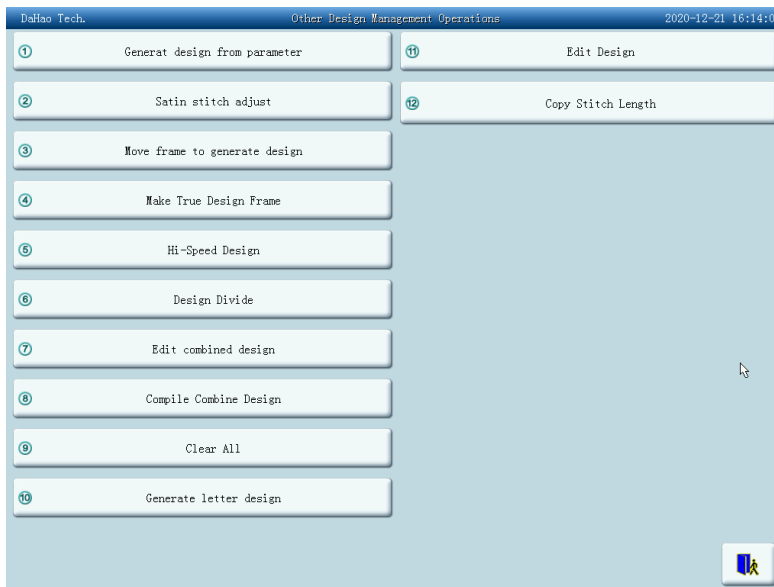 DaHao Tech. Other Design Management Operations 2020-12-21 16:14:0
① Generat design from parameter
② Satin stitch adjust
③ Move frame to generate design
④ Make True Design Frame
⑤ Hi-Speed Design
⑥ Design Divide
⑦ Edit combined design
⑧ Compile Combine Design
⑨ Clear All
⑩ Generate letter design
⑪ Edit Design
⑫ Copy Stitch Length